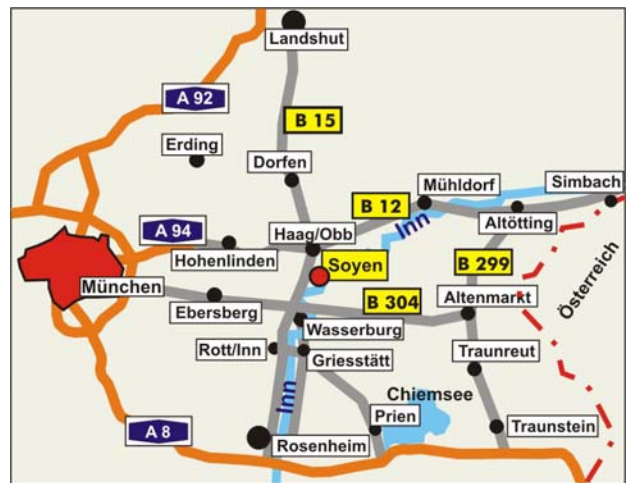 Landshut
A 92
B 15
Erding
Dorfen
Mühldorf
Simbach
B 12
Inn
Altötting
A 94
Haag/Obb
Hohenlinden
Soyen
B 299
Österreich
München
B 304
Altenmarkt
Ebersberg
Wasserburg
Rott/Inn
Griesstätt
Traunreut
Inn
Chiemsee
Prien
Traunstein
A 8
Rosenheim